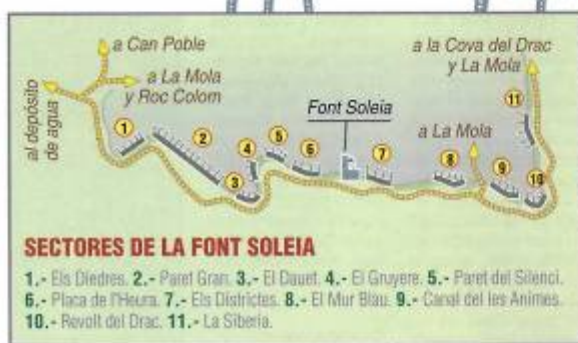 a Can Poble
a la Cova del Drac
y La Mola
a La Mola
y Roc Colom
al depósito
de agua
Font Soleia
a La Mola
1
2
3
4
5
6
7
8
9
10
11
SECTORES DE LA FONT SOLEIA
1.- Els Diedres. 2.- Paret Gran. 3.- El Dauet. 4.- El Gruyere. 5.- Paret del Silenci.
6.- Placa de l'Heura. 7.- Els Districtes. 8.- El Mur Blau. 9.- Canal del les Animes.
10.- Revolt del Drac. 11.- La Siberia.